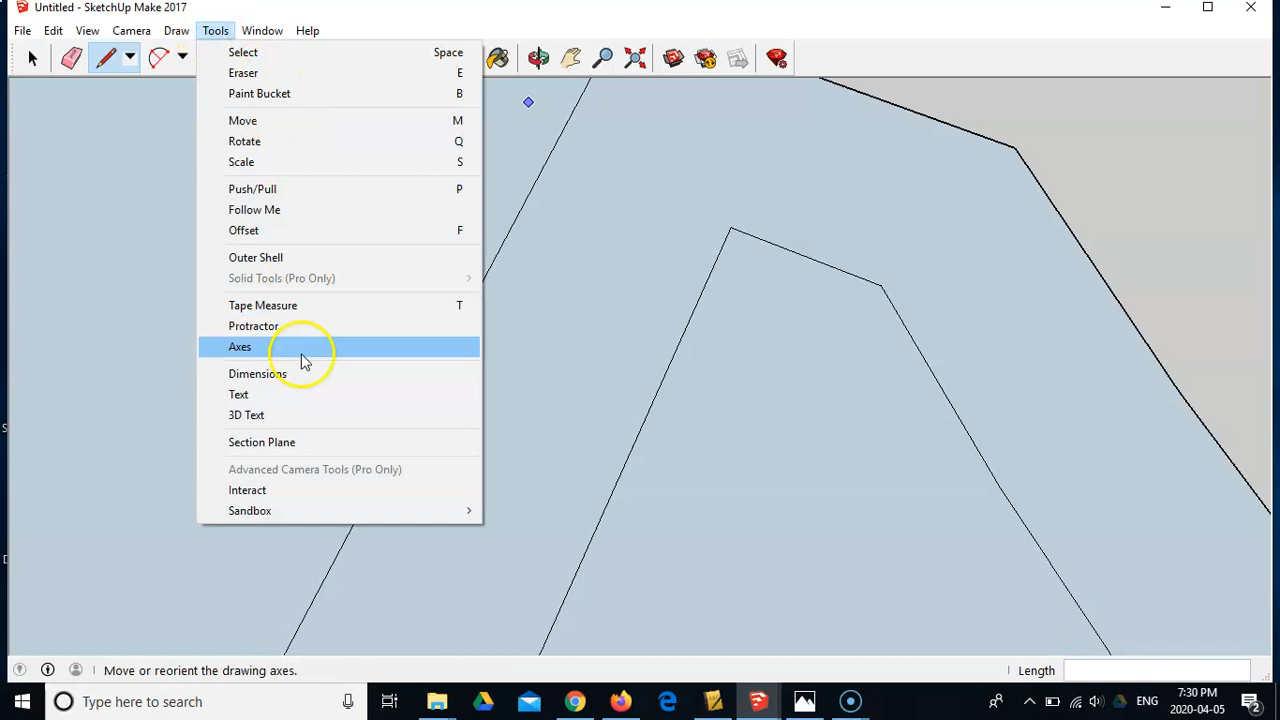 Untitled - SketchUp Make 2017
File Edit View Camera Draw Tools Window Help
Select Space
Eraser E
Paint Bucket B
Move M
Rotate Q
Scale S
Push/Pull P
Follow Me
Offset F
Outer Shell
Solid Tools (Pro Only)
Tape Measure T
Protractor
Axes
Dimensions
Text
3D Text
Section Plane
Advanced Camera Tools (Pro Only)
Interact
Sandbox
Move or reorient the drawing axes. Length
Type here to search
ENG
7:30 PM
2020-04-05
2